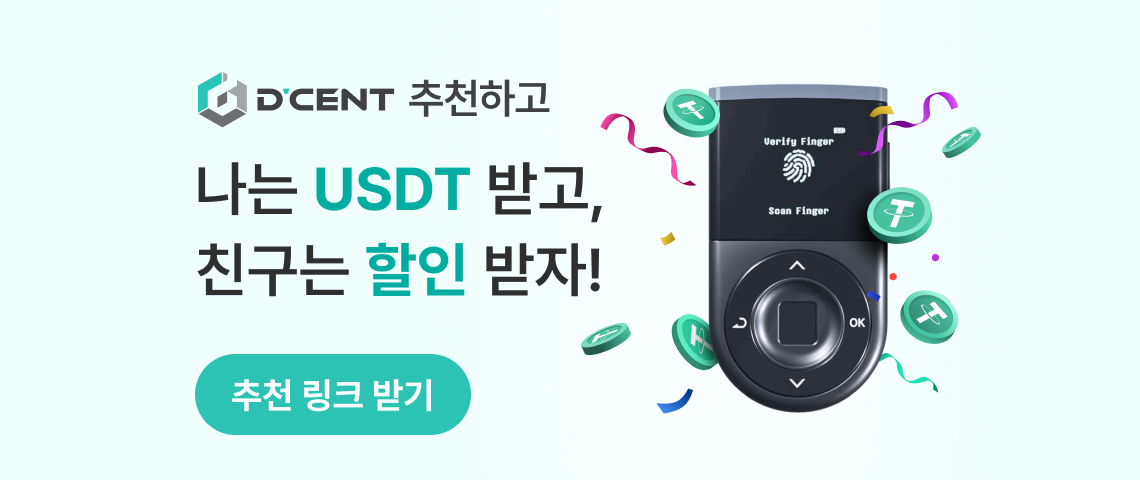 D'CENT 추천하고
나는 USDT 받고,
친구는 할인 받자!
추천 링크 받기
Verify Finger
Scan Finger
OK